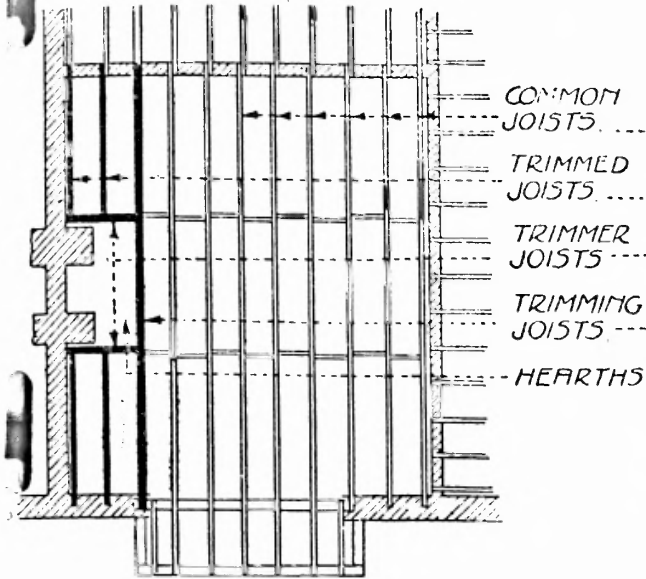 COMMON
JOISTS
TRIMMED
JOISTS
TRIMMER
JOISTS
TRIMMING
JOISTS
HEARTHS